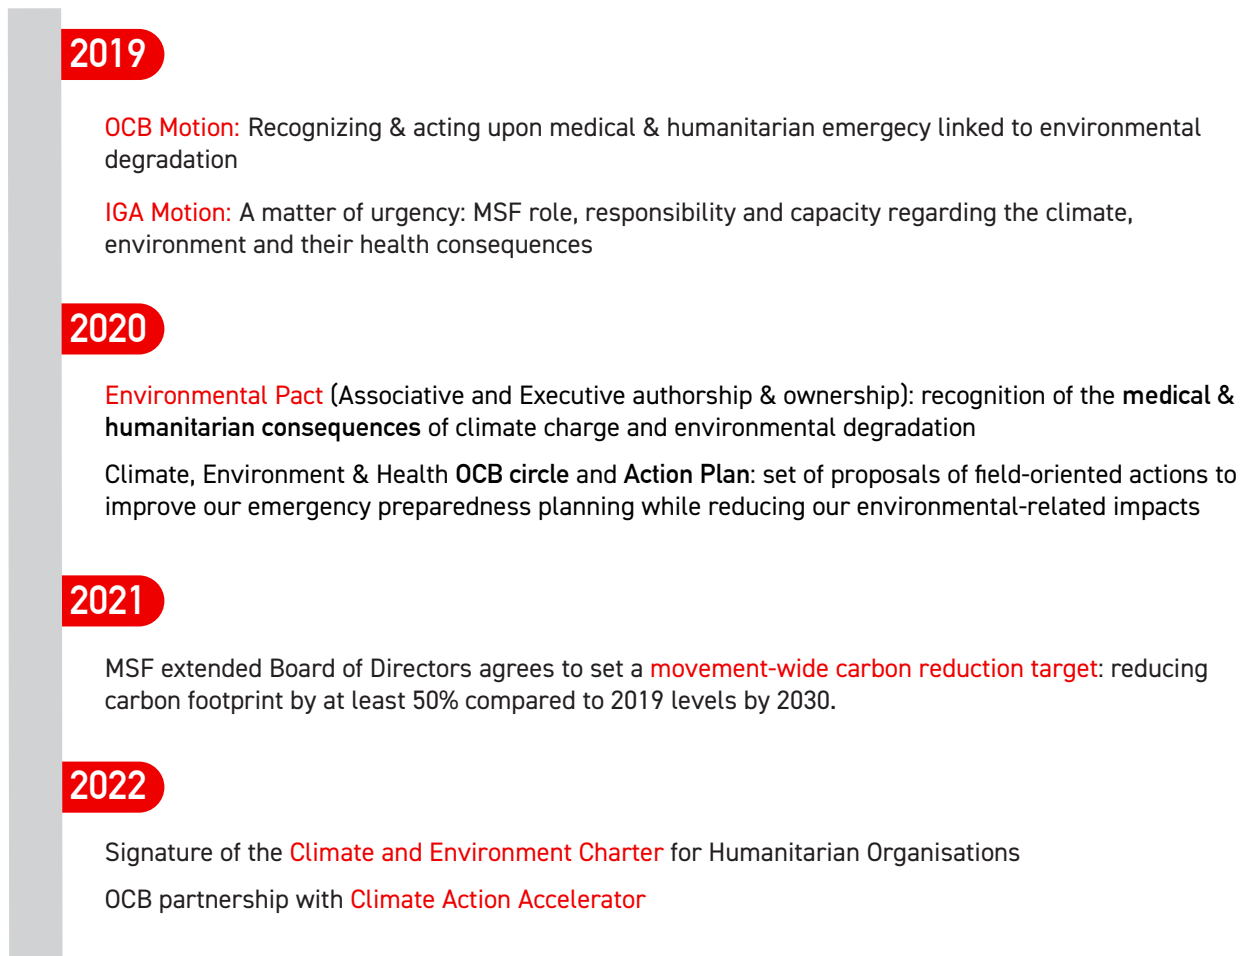 2019
OCB Motion: Recognizing & acting upon medical & humanitarian emergecy linked to environmental
degradation
IGA Motion: A matter of urgency: MSF role, responsibility and capacity regarding the climate,
environment and their health consequences
2020
Environmental Pact (Associative and Executive authorship & ownership): recognition of the medical &
humanitarian consequences of climate charge and environmental degradation
Climate, Environment & Health OCB circle and Action Plan: set of proposals of field-oriented actions to
improve our emergency preparedness planning while reducing our environmental-related impacts
2021
MSF extended Board of Directors agrees to set a movement-wide carbon reduction target: reducing
carbon footprint by at least 50% compared to 2019 levels by 2030.
2022
Signature of the Climate and Environment Charter for Humanitarian Organisations
OCB partnership with Climate Action Accelerator